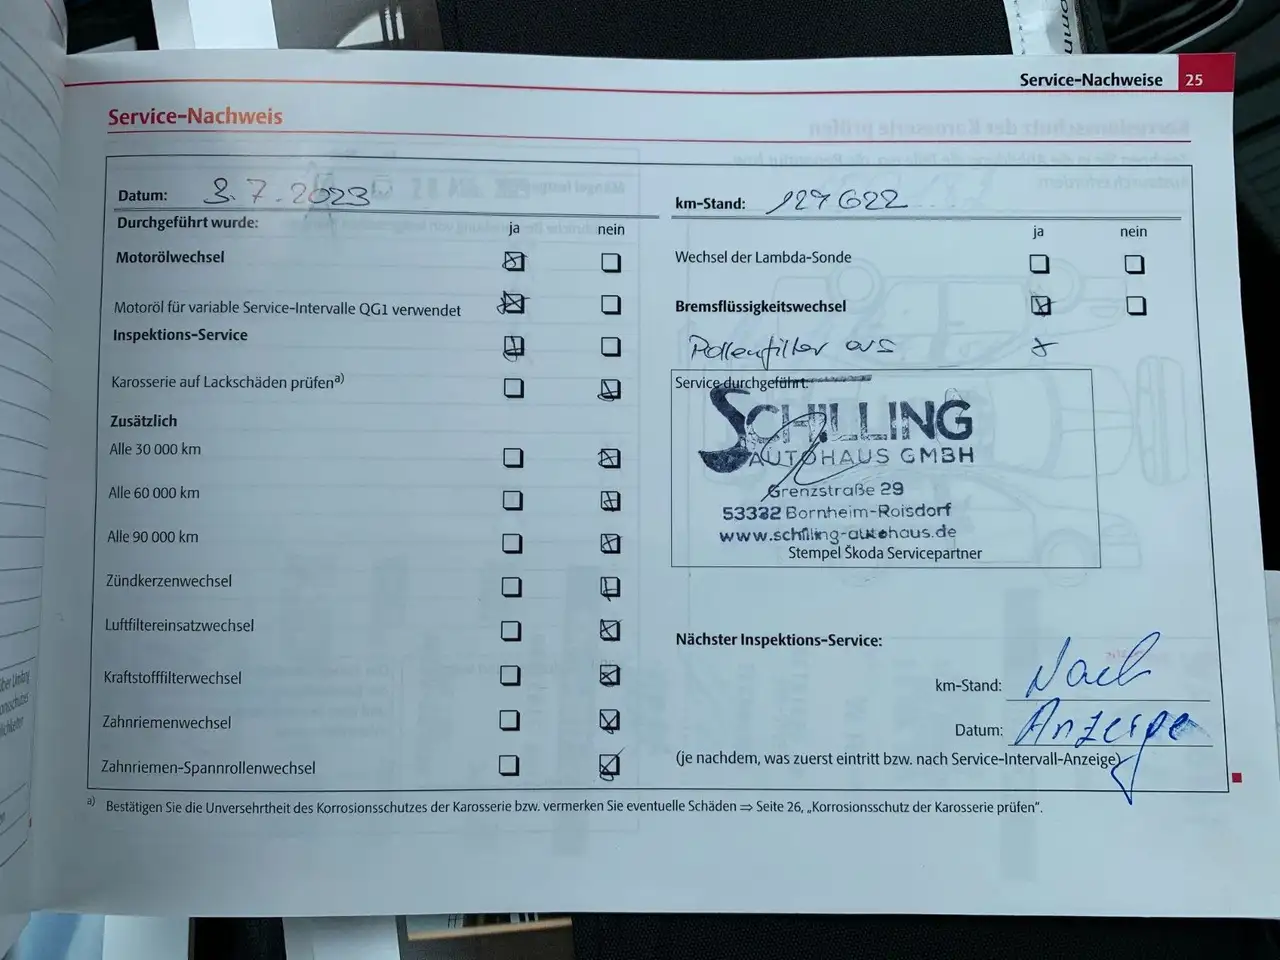 Service-Nachweise 25
Service-Nachweis
Datum: 3.7.2023
km-Stand: 127622
Durchgeführt wurde:
ja nein
ja nein
Motorölwechsel
Wechsel der Lambda-Sonde
Motoröl für variable Service-Intervalle QG1 verwendet
Bremsflüssigkeitswechsel
Inspektions-Service
Pollenfilter
Karosserie auf Lackschäden prüfen a)
Service durchgeführt:
Zusätzlich
SCHILLING
AUTOHAUS GMBH
Alle 30 000 km
Grenzstraße 29
Alle 60 000 km
53332 Bornheim-Roisdorf
www.schilling-autohaus.de
Alle 90 000 km
Stempel Škoda Servicepartner
Zündkerzenwechsel
Luftfiltereinsatzwechsel
Nächster Inspektions-Service:
Kraftstofffilterwechsel
km-Stand: Nach
Zahnriemenwechsel
Datum: Anzeige
Zahnriemen-Spannrollenwechsel
(je nachdem, was zuerst eintritt bzw. nach Service-Intervall-Anzeige)
a) Bestätigen Sie die Unversehrtheit des Korrosionsschutzes der Karosserie bzw. vermerken Sie eventuelle Schäden ⇒ Seite 26, „Korrosionsschutz der Karosserie prüfen“.